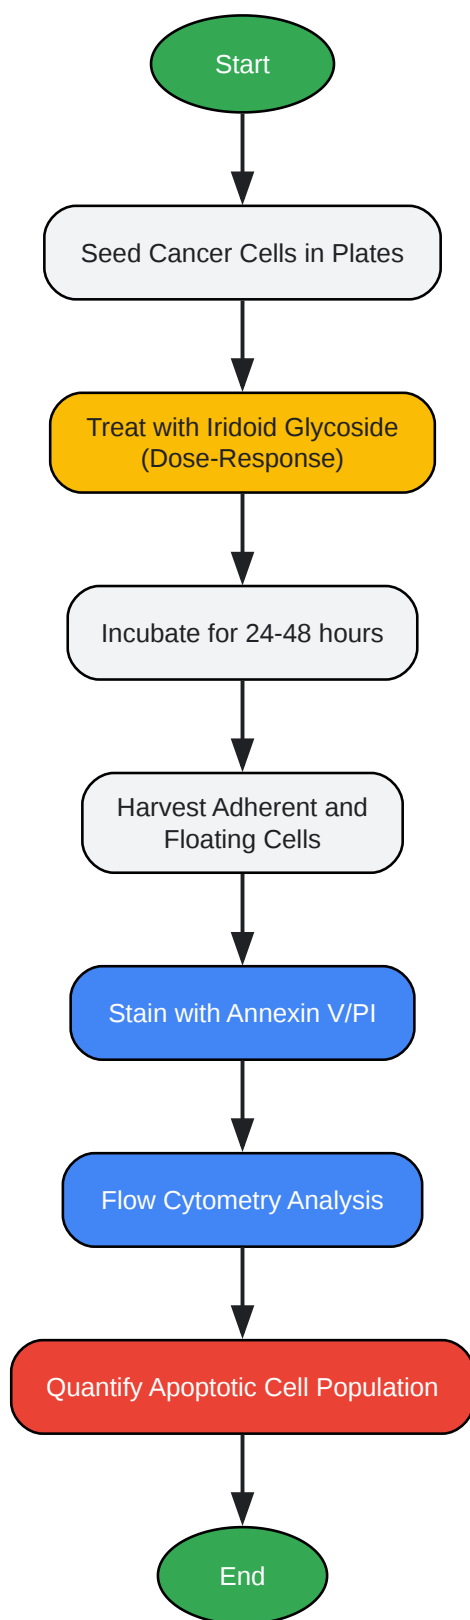 Start
Seed Cancer Cells in Plates
Treat with Iridoid Glycoside
(Dose-Response)
Incubate for 24-48 hours
Harvest Adherent and
Floating Cells
Stain with Annexin V/PI
Flow Cytometry Analysis
Quantify Apoptotic Cell Population
End